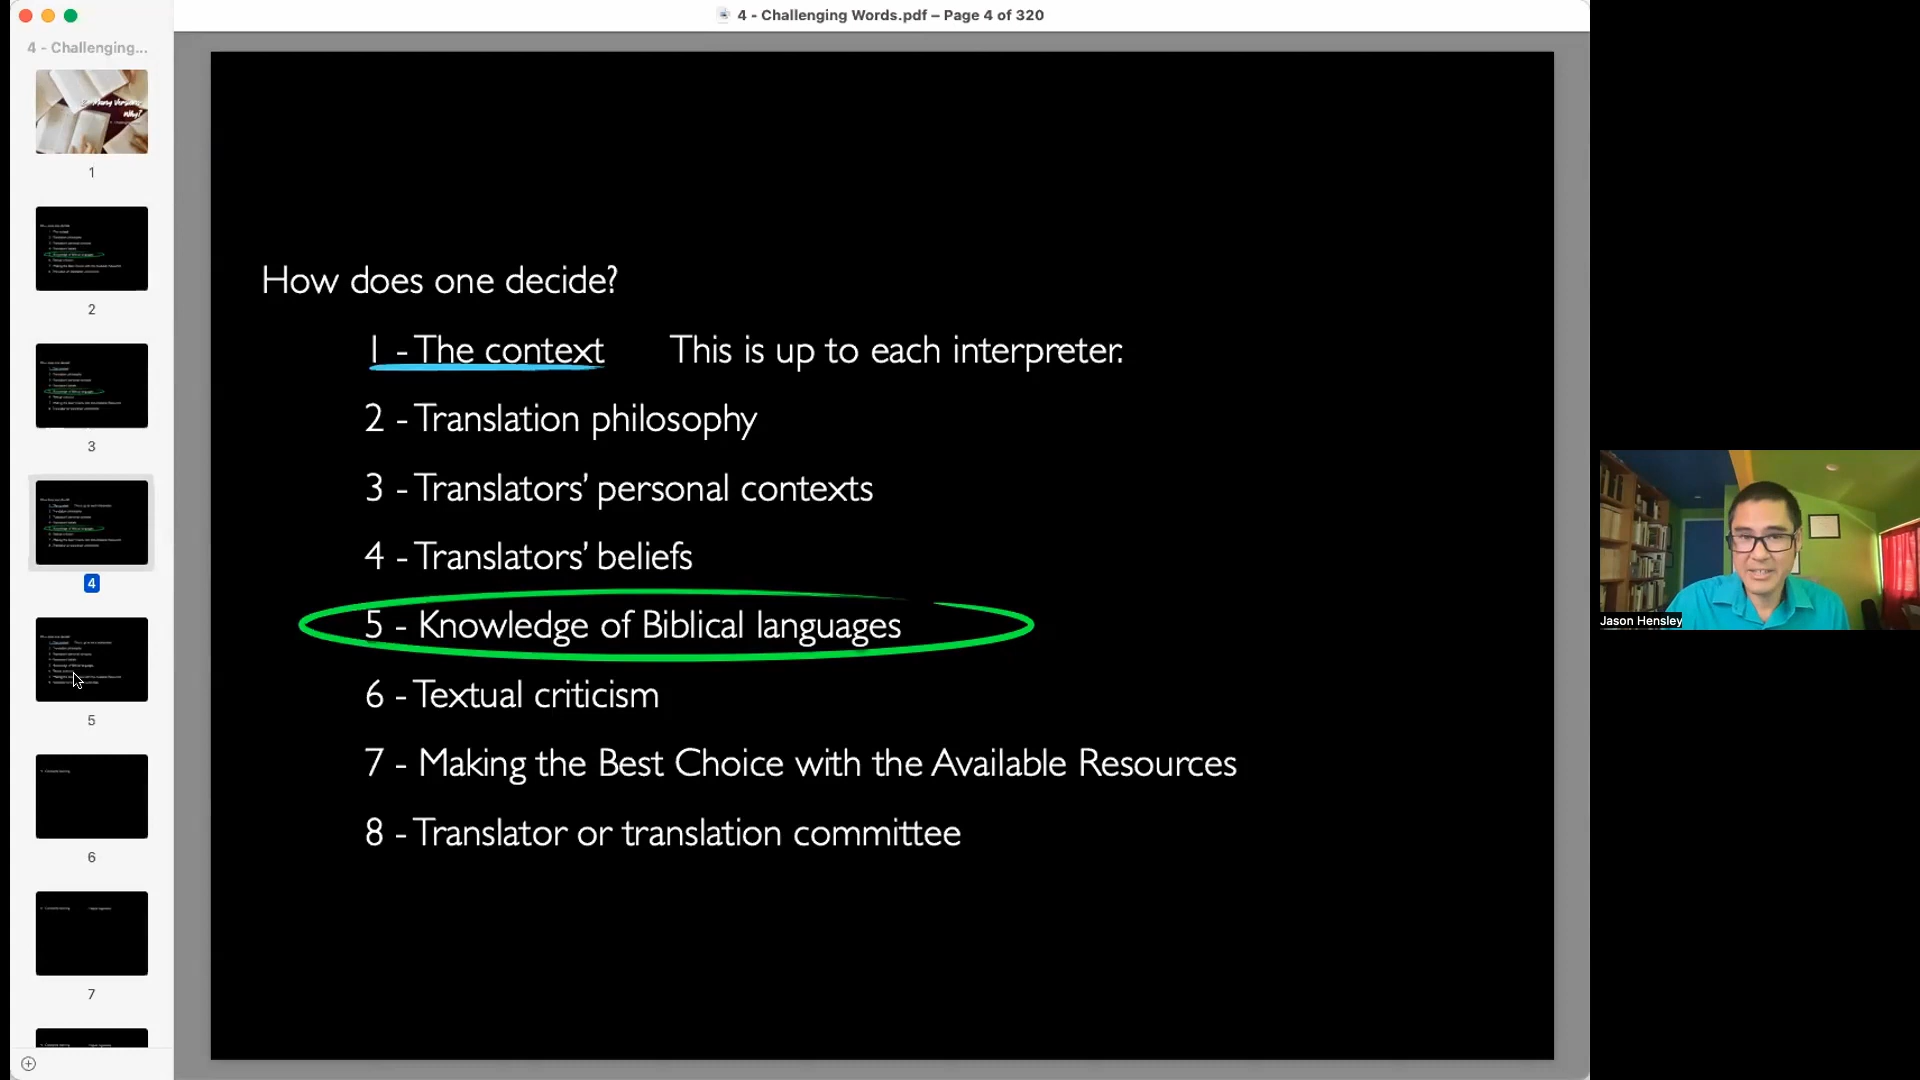 4 - Challenging Words.pdf – Page 4 of 320
4 - Challenging...
1
2
3
4
5
6
7
How does one decide?
1 - The context This is up to each interpreter.
2 - Translation philosophy
3 - Translators' personal contexts
4 - Translators' beliefs
5 - Knowledge of Biblical languages
6 - Textual criticism
7 - Making the Best Choice with the Available Resources
8 - Translator or translation committee
Jason Hensley